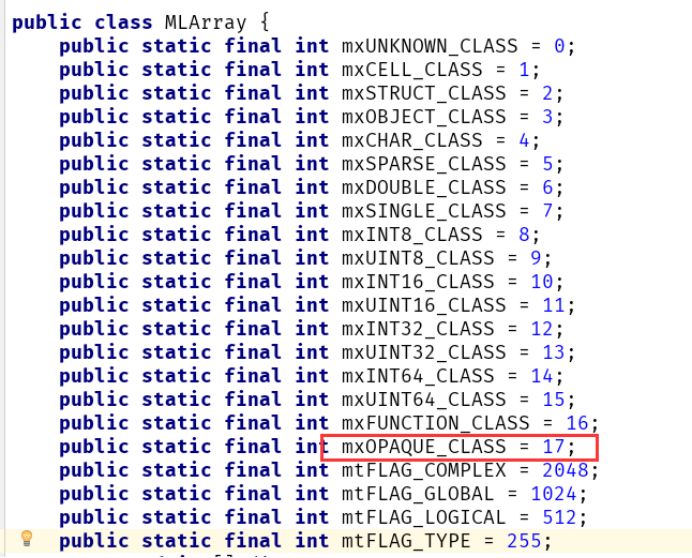 public class MLArray {
public static final int mxUNKNOWN_CLASS = 0;
public static final int mxCELL_CLASS = 1;
public static final int mxSTRUCT_CLASS = 2;
public static final int mxOBJECT_CLASS = 3;
public static final int mxCHAR_CLASS = 4;
public static final int mxSPARSE_CLASS = 5;
public static final int mxDOUBLE_CLASS = 6;
public static final int mxSINGLE_CLASS = 7;
public static final int mxINT8_CLASS = 8;
public static final int mxUINT8_CLASS = 9;
public static final int mxINT16_CLASS = 10;
public static final int mxUINT16_CLASS = 11;
public static final int mxINT32_CLASS = 12;
public static final int mxUINT32_CLASS = 13;
public static final int mxINT64_CLASS = 14;
public static final int mxUINT64_CLASS = 15;
public static final int mxFUNCTION_CLASS = 16;
public static final int mxOPAQUE_CLASS = 17;
public static final int mtFLAG_COMPLEX = 2048;
public static final int mtFLAG_GLOBAL = 1024;
public static final int mtFLAG_LOGICAL = 512;
public static final int mtFLAG_TYPE = 255;